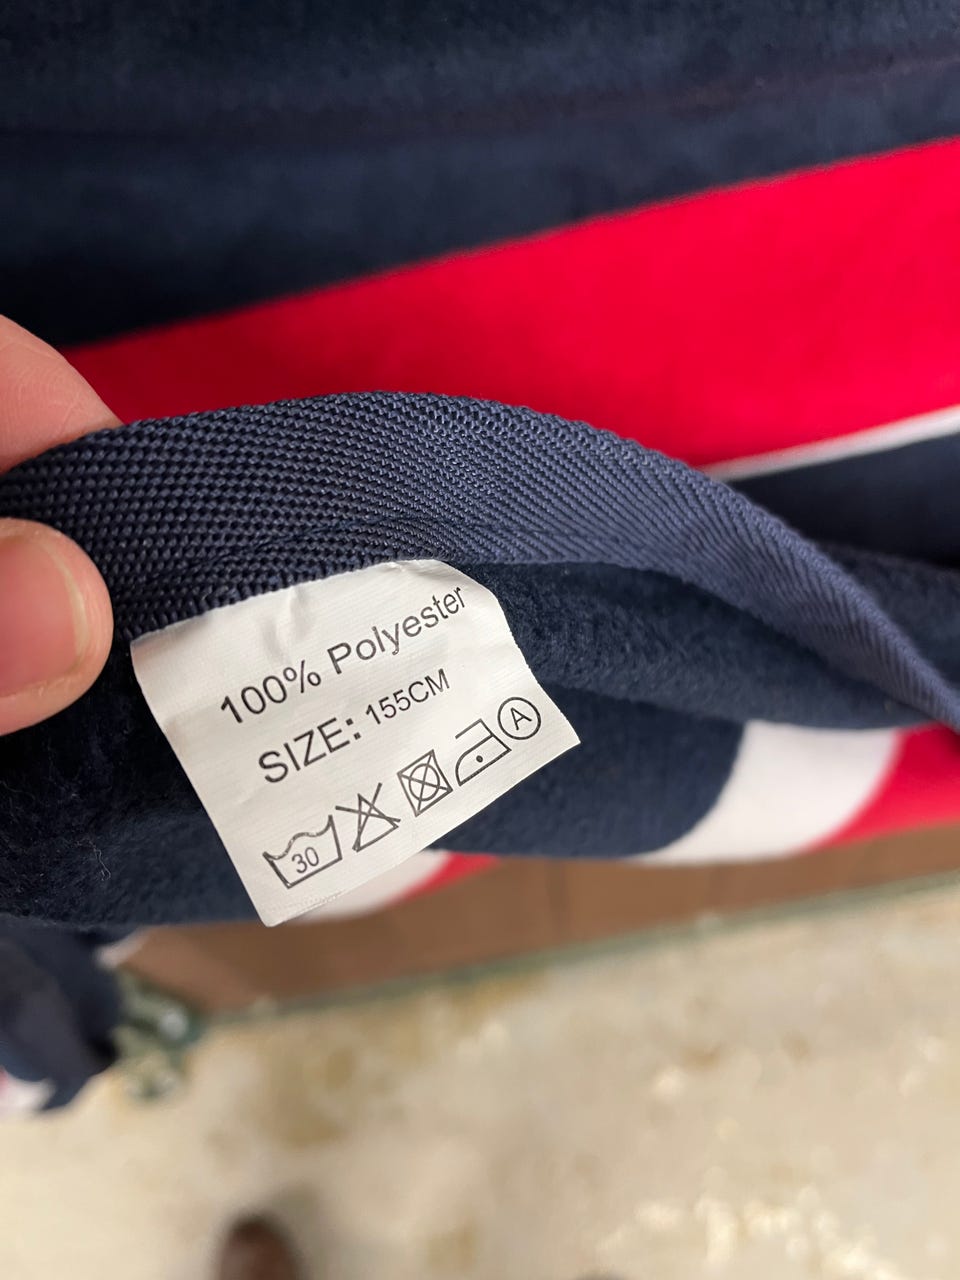 100% Polyester
SIZE: 155CM
30 A